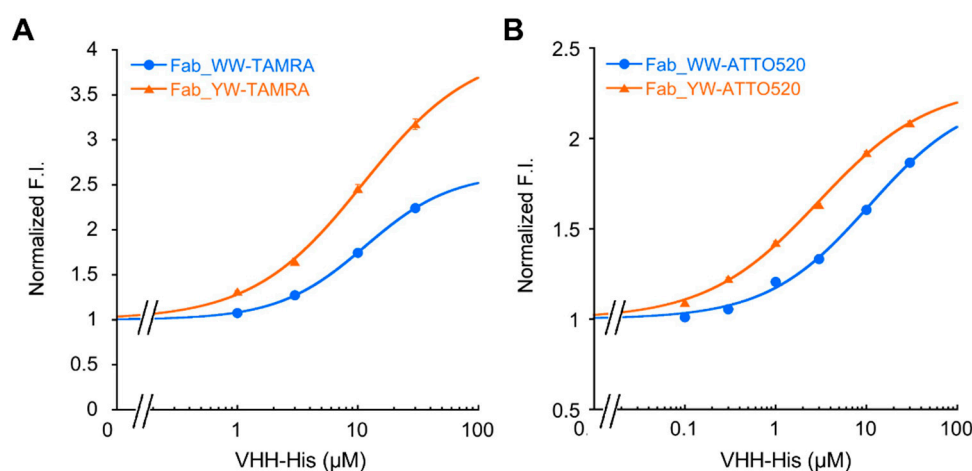 A
Fab_WW-TAMRA
Fab_YW-TAMRA
Normalized F.I.
4
3.5
3
2.5
2
1.5
1
0.5
0
0
1
10
100
VHH-His (µM)
B
Fab_WW-ATTO520
Fab_YW-ATTO520
Normalized F.I.
2.5
2
1.5
1
0.5
0.
0.1
1
10
100
VHH-His (µM)